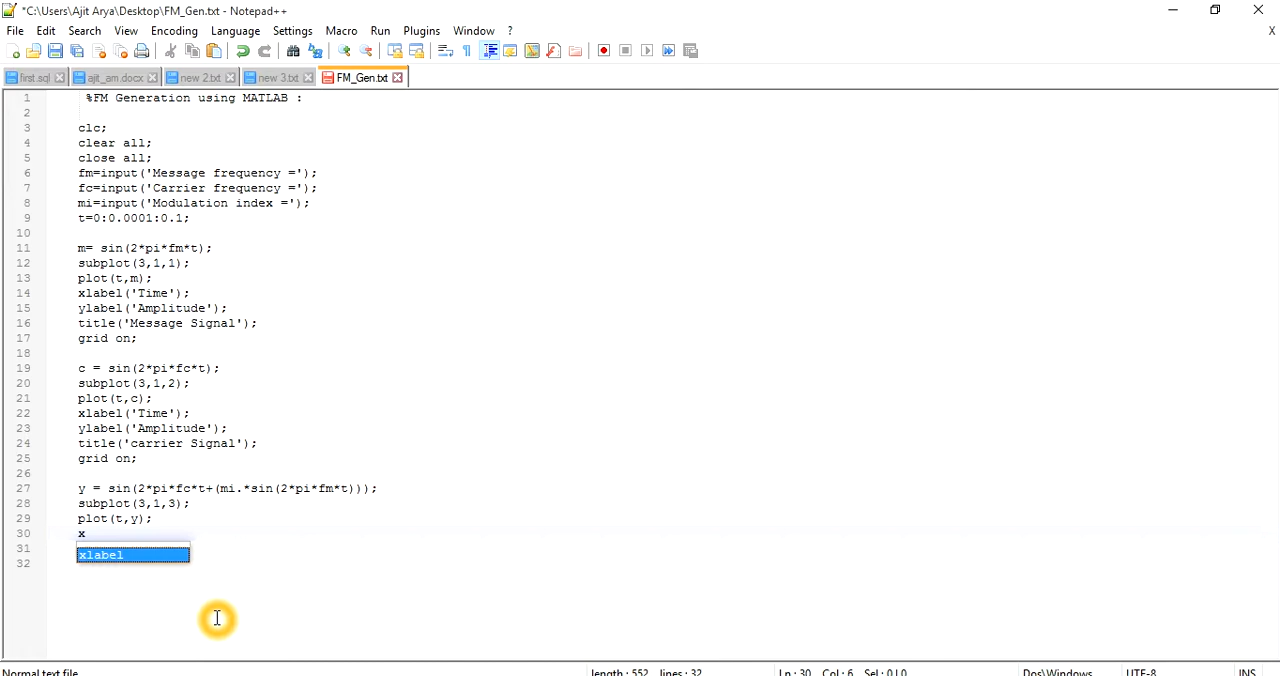 *C:\Users\Ajit Arya\Desktop\FM_Gen.txt - Notepad++
File Edit Search View Encoding Language Settings Macro Run Plugins Window ? X
first.sql ajit_am.docx new 2.txt new 3.txt FM_Gen.txt
1 %FM Generation using MATLAB :
2
3 clc;
4 clear all;
5 close all;
6 fm=input('Message frequency =');
7 fc=input('Carrier frequency =');
8 mi=input('Modulation index =');
9 t=0:0.0001:0.1;
10
11 m= sin(2*pi*fm*t);
12 subplot(3,1,1);
13 plot(t,m);
14 xlabel('Time');
15 ylabel('Amplitude');
16 title('Message Signal');
17 grid on;
18
19 c = sin(2*pi*fc*t);
20 subplot(3,1,2);
21 plot(t,c);
22 xlabel('Time');
23 ylabel('Amplitude');
24 title('carrier Signal');
25 grid on;
26
27 y = sin(2*pi*fc*t+(mi.*sin(2*pi*fm*t)));
28 subplot(3,1,3);
29 plot(t,y);
30 x
31 xlabel
32
Normal text file length : 552 lines : 32 Ln : 30 Col : 6 Sel : 0 | 0 Dos\Windows UTF-8 INS